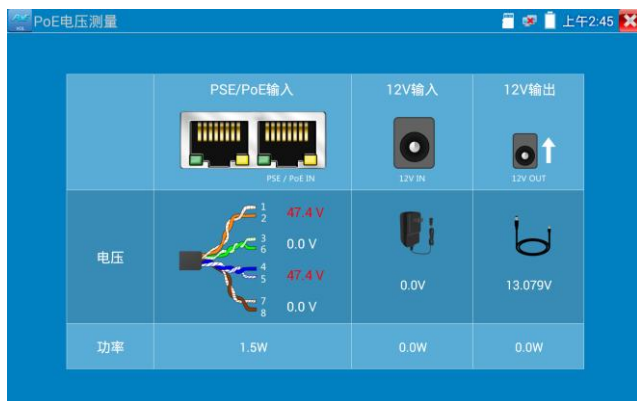 PoE电压测量
上午2:45
PSE/PoE输入
12V输入
12V输出
PSE / PoE IN
12V IN
12V OUT
电压
1
2
47.4 V
3
6
0.0 V
4
5
47.4 V
7
8
0.0 V
0.0V
13.079V
功率
1.5W
0.0W
0.0W